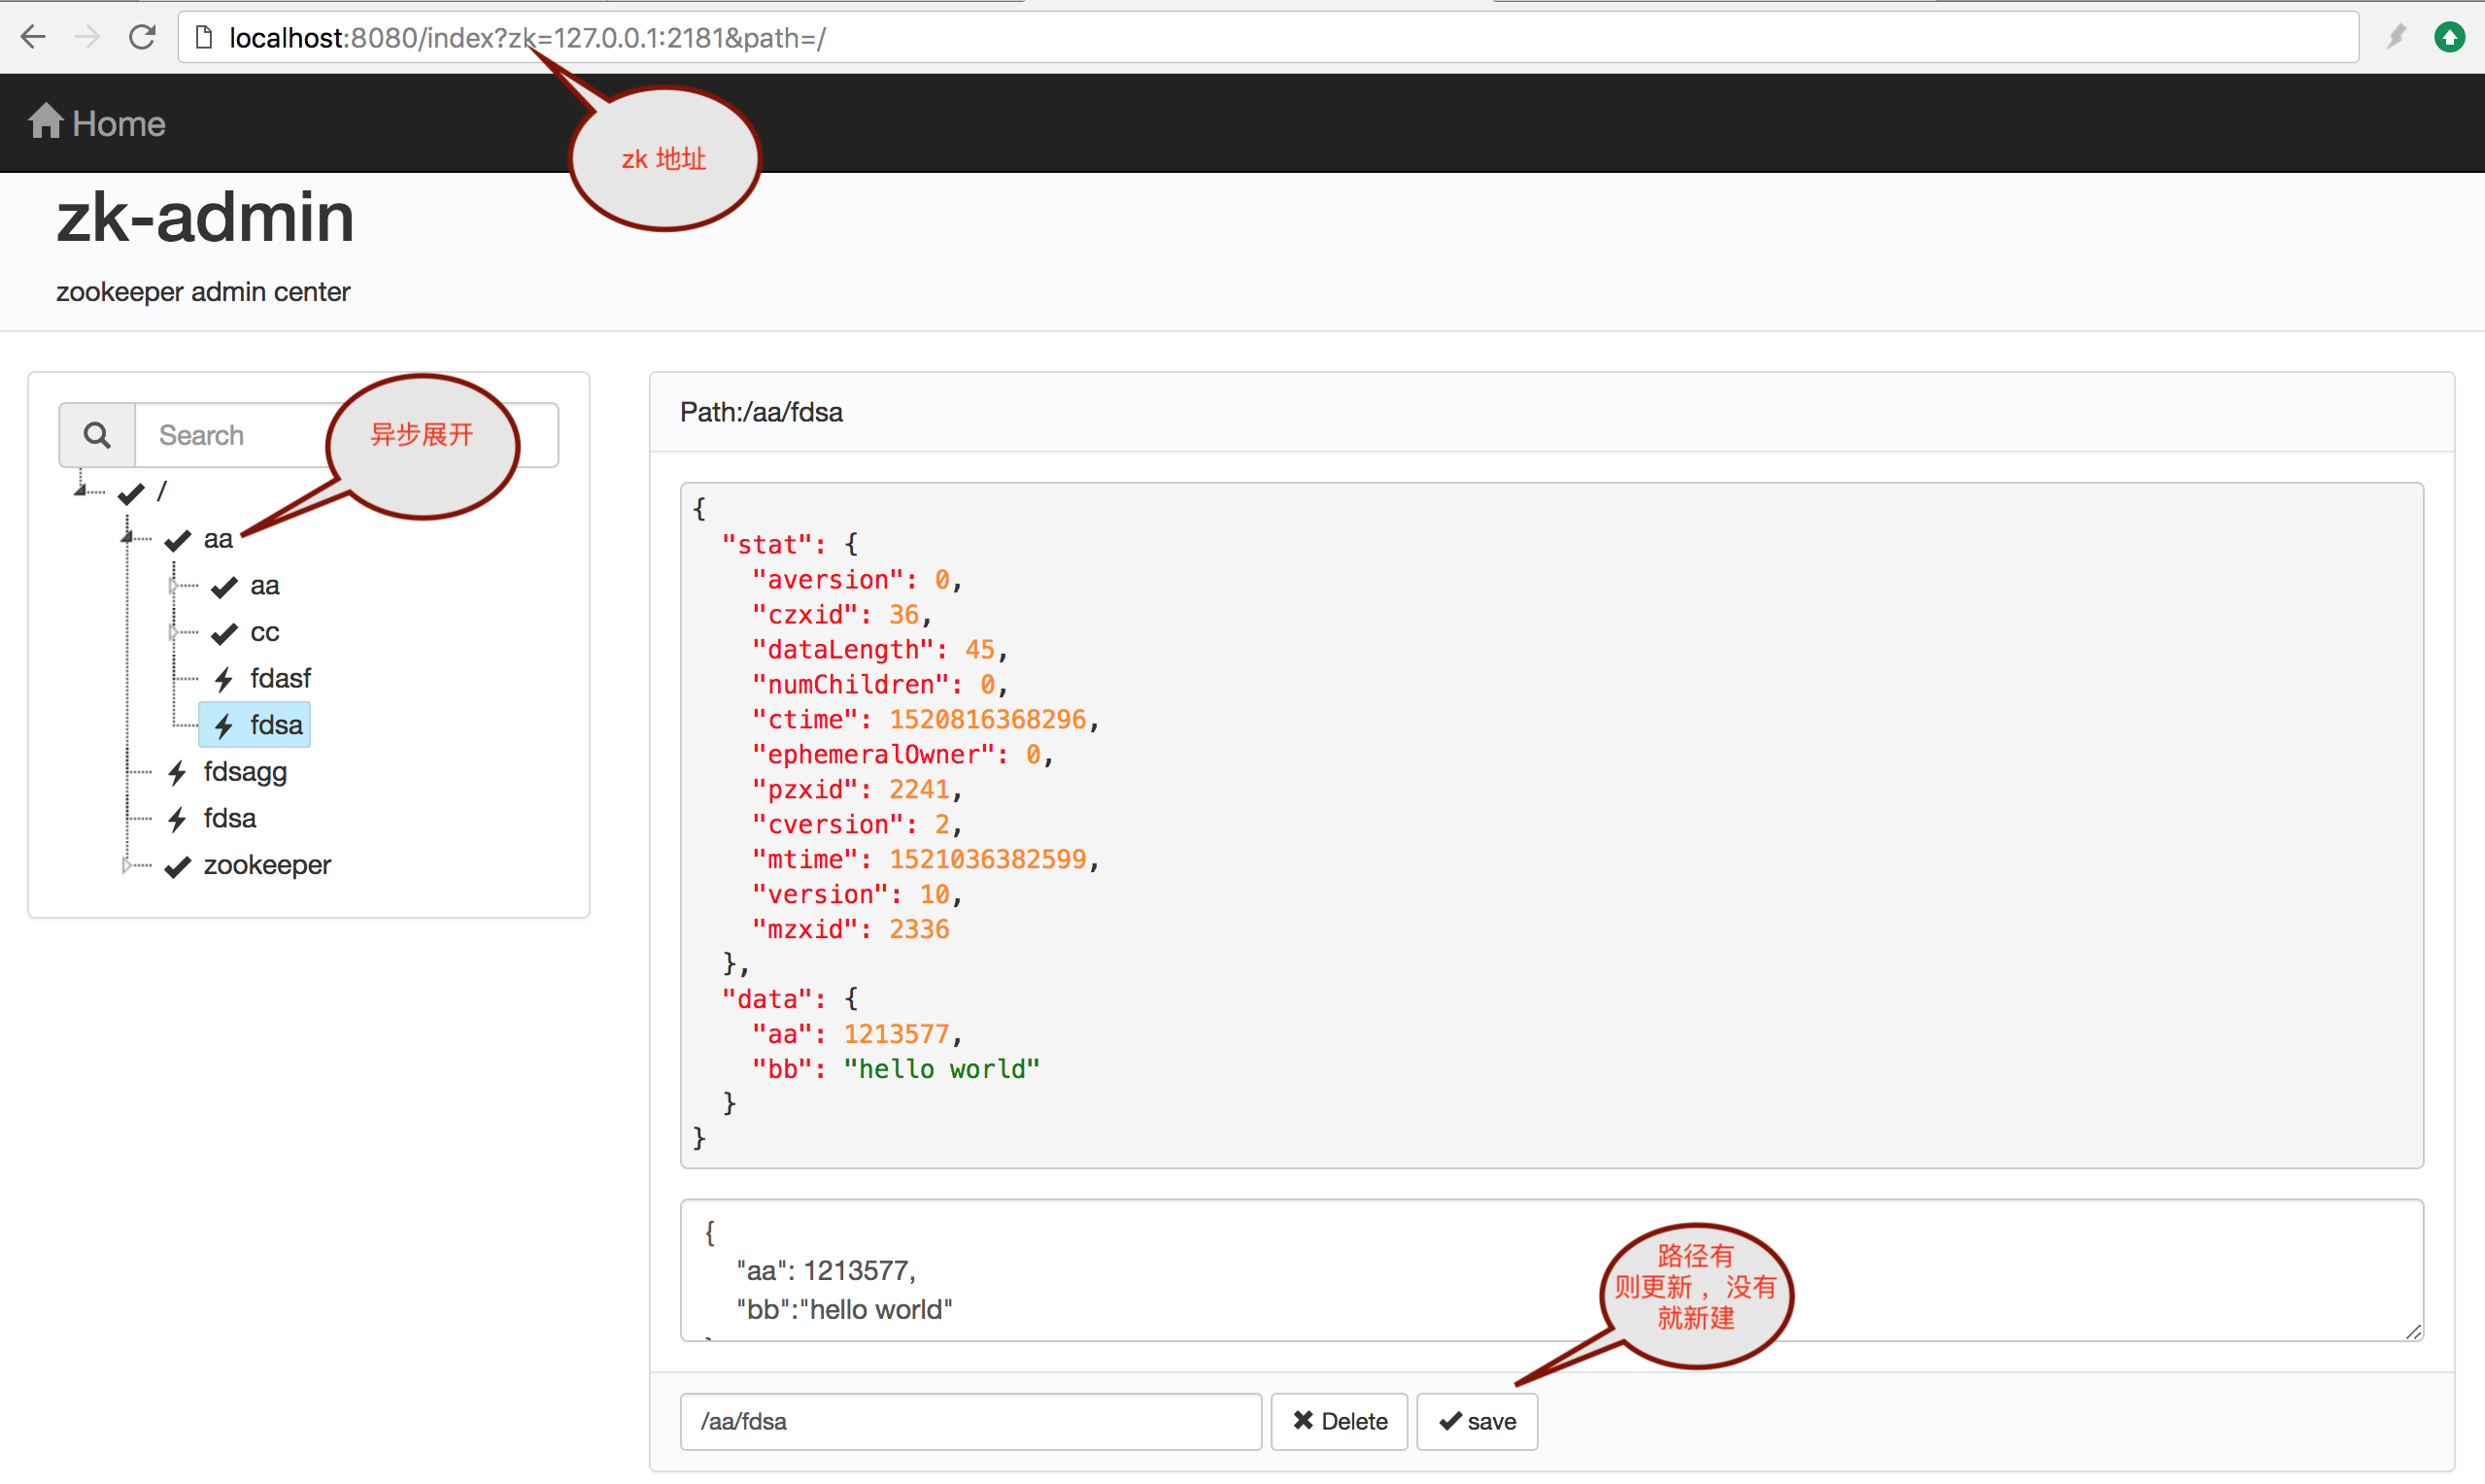 localhost:8080/index?zk=127.0.0.1:2181&path=/
Home
zk 地址
zk-admin
zookeeper admin center
Search
异步展开
/
aa
aa
cc
fdasf
fdsa
fdsagg
fdsa
zookeeper
Path:/aa/fdsa
{
"stat": {
"aversion": 0,
"czxid": 36,
"dataLength": 45,
"numChildren": 0,
"ctime": 1520816368296,
"ephemeralOwner": 0,
"pzxid": 2241,
"cversion": 2,
"mtime": 1521036382599,
"version": 10,
"mzxid": 2336
},
"data": {
"aa": 1213577,
"bb": "hello world"
}
}
{
"aa": 1213577,
"bb":"hello world"
路径有
则更新，没有
就新建
/aa/fdsa
Delete
save